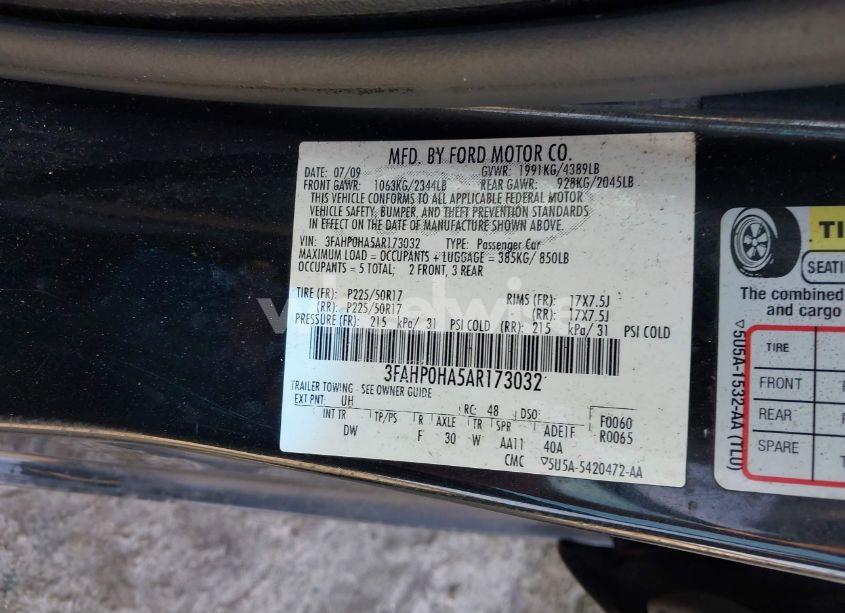 MFD. BY FORD MOTOR CO.
DATE: 07/09 GVWR: 1991KG/4389LB
FRONT GAWR: 1063KG/2344LB REAR GAWR: 928KG/2045LB
THIS VEHICLE CONFORMS TO ALL APPLICABLE FEDERAL MOTOR
VEHICLE SAFETY, BUMPER, AND THEFT PREVENTION STANDARDS
IN EFFECT ON THE DATE OF MANUFACTURE SHOWN ABOVE.
VIN: 3FAHP0HA5AR173032 TYPE: Passenger Car
MAXIMUM LOAD = OCCUPANTS + LUGGAGE = 385KG/ 850LB
OCCUPANTS = 5 TOTAL; 2 FRONT, 3 REAR
TIRE (FR): P225/50R17 RIMS (FR): 17X7.5J
(RR): P225/50R17 (RR): 17X7.5J
PRESSURE (FR): 215 kPa/ 31 PSI COLD (RR): 215 kPa/ 31 PSI COLD
3FAHP0HA5AR173032
TRAILER TOWING - SEE OWNER GUIDE
EXT PNT: UH RC: 48 DSO: F0060
INT TR TP/PS R AXLE TR SPR ADE1F R0065
DW F 30 W AA11 40A
CMC ▽5U5A-5420472-AA
TI
SEATI
The combined
and cargo
TIRE
FRONT P
REAR P
SPARE T
▽5U5A-1532-AA (TLU)